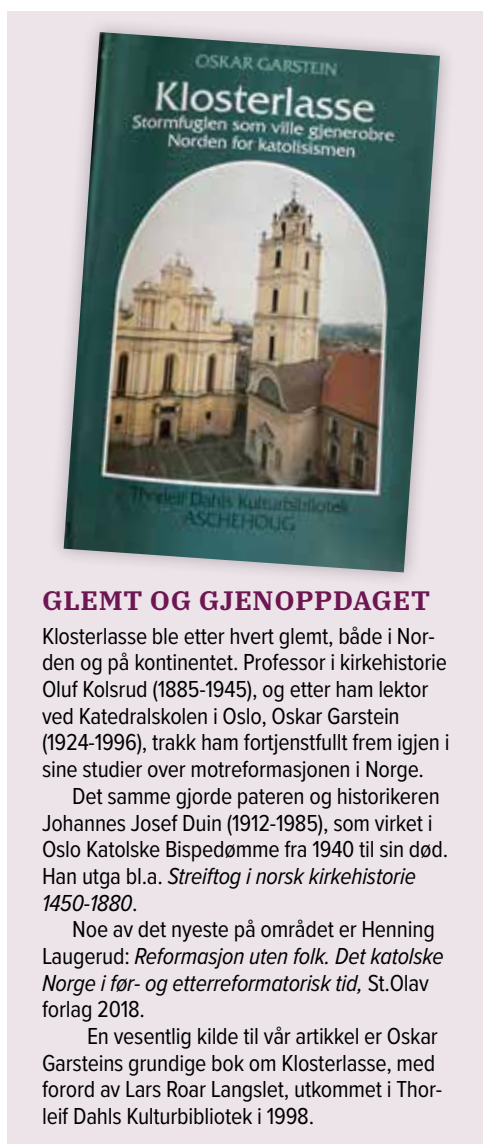 OSKAR GARSTEIN
Klosterlasse
Stormfuglen som ville gjenerobre
Norden for katolisismen
Thorleif Dahls Kulturbibliotek
ASCHEHOUG
GLEMT OG GJENOPPDAGET
Klosterlasse ble etter hvert glemt, både i Nor-
den og på kontinentet. Professor i kirkehistorie
Oluf Kolsrud (1885-1945), og etter ham lektor
ved Katedralskolen i Oslo, Oskar Garstein
(1924-1996), trakk ham fortjenstfullt frem igjen i
sine studier over motreformasjonen i Norge.
Det samme gjorde pateren og historikeren
Johannes Josef Duin (1912-1985), som virket i
Oslo Katolske Bispedømme fra 1940 til sin død.
Han utga bl.a. Streiftog i norsk kirkehistorie
1450-1880.
Noe av det nyeste på området er Henning
Laugerud: Reformasjon uten folk. Det katolske
Norge i før- og etterreformatorisk tid, St.Olav
forlag 2018.
En vesentlig kilde til vår artikkel er Oskar
Garsteins grundige bok om Klosterlasse, med
forord av Lars Roar Langslet, utkommet i Thor-
leif Dahls Kulturbibliotek i 1998.